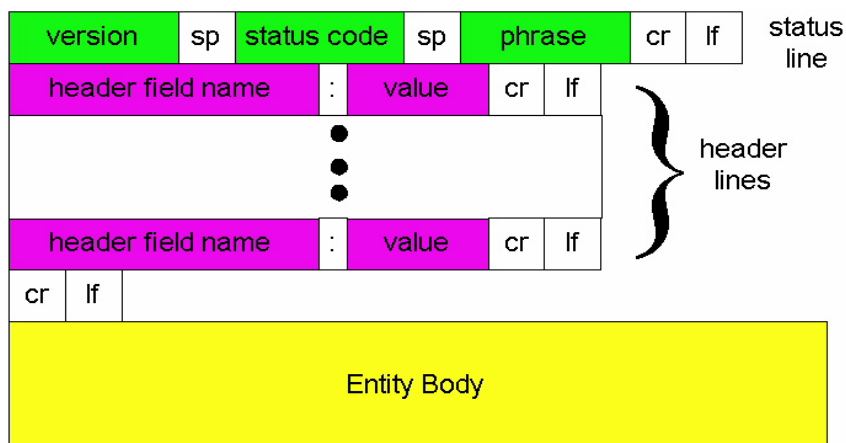 version sp status code sp phrase cr lf status line
header field name : value cr lf
header lines
header field name : value cr lf
cr lf
Entity Body